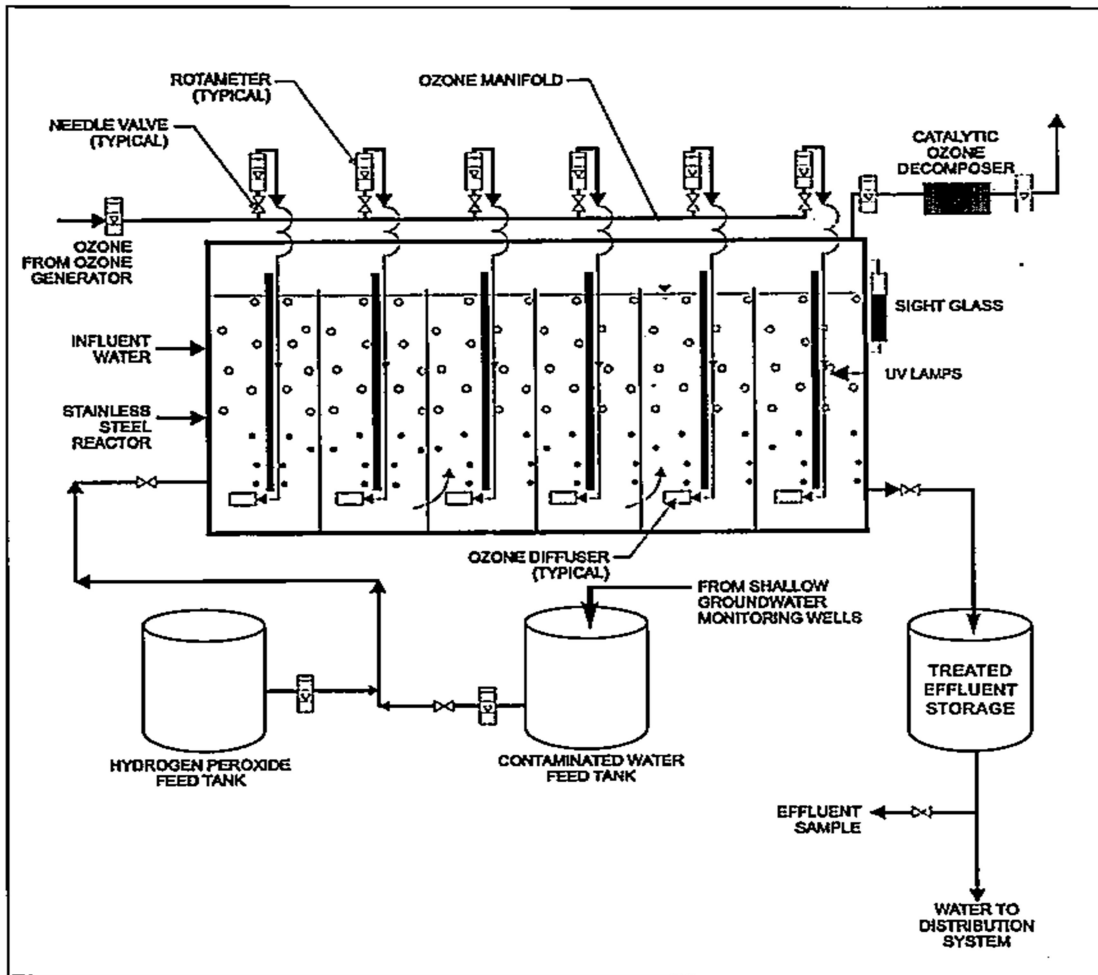 ROTAMETER
(TYPICAL)
OZONE MANIFOLD
NEEDLE VALVE
(TYPICAL)
CATALYTIC
OZONE
DECOMPOSER
OZONE
FROM OZONE
GENERATOR
SIGHT GLASS
INFLUENT
WATER
UV LAMPS
STAINLESS
STEEL
REACTOR
OZONE DIFFUSER
(TYPICAL)
FROM SHALLOW
GROUNDWATER
MONITORING WELLS
TREATED
EFFLUENT
STORAGE
HYDROGEN PEROXIDE
FEED TANK
CONTAMINATED WATER
FEED TANK
EFFLUENT
SAMPLE
WATER TO
DISTRIBUTION
SYSTEM